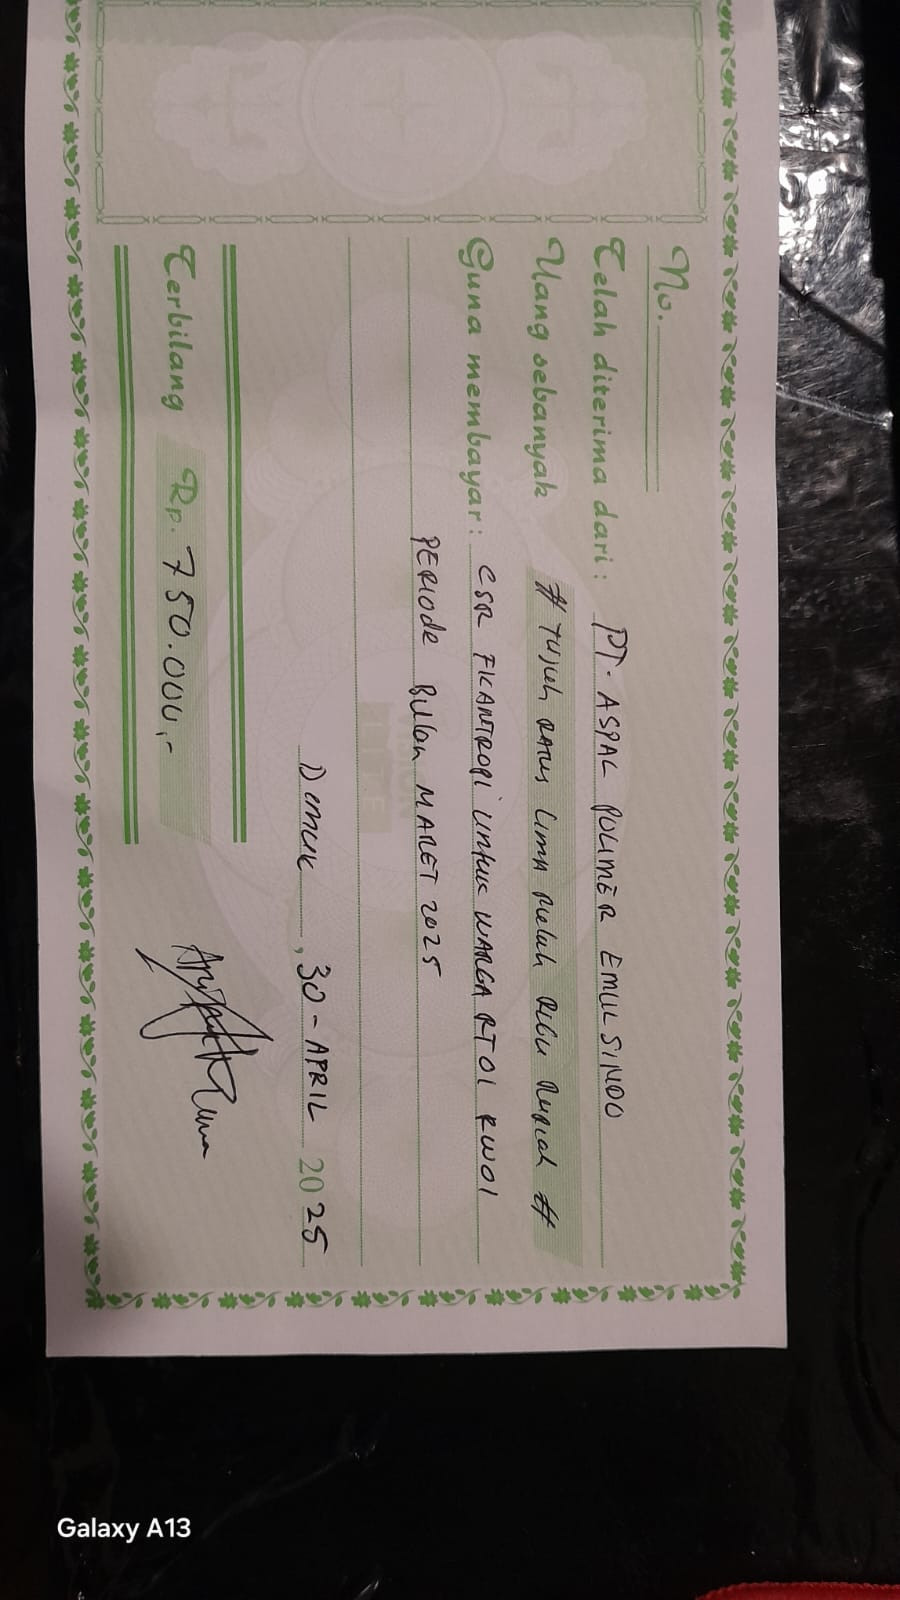 No.
Telah diterima dari : PT. ASPAL POLIMER EMULSINDO
Uang sebanyak # TUJUH RATUS LIMA PULUH RIBU RUPIAH #
Guna membayar : CSR FILANTROPI UNTUK WARGA RT 01 RW 01
PERIODE BULAN MARET 2025
Demak, 30 - APRIL 2025
Terbilang Rp. 750.000,-
Galaxy A13